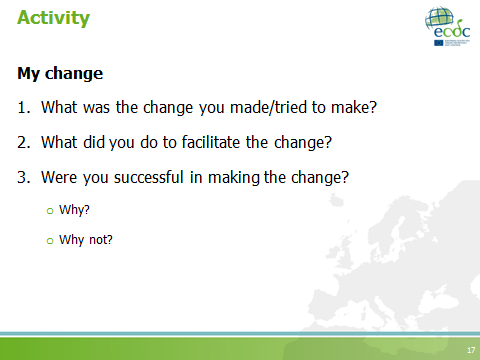 Activity
ecdc
My change
1. What was the change you made/tried to make?
2. What did you do to facilitate the change?
3. Were you successful in making the change?
o Why?
o Why not?
17